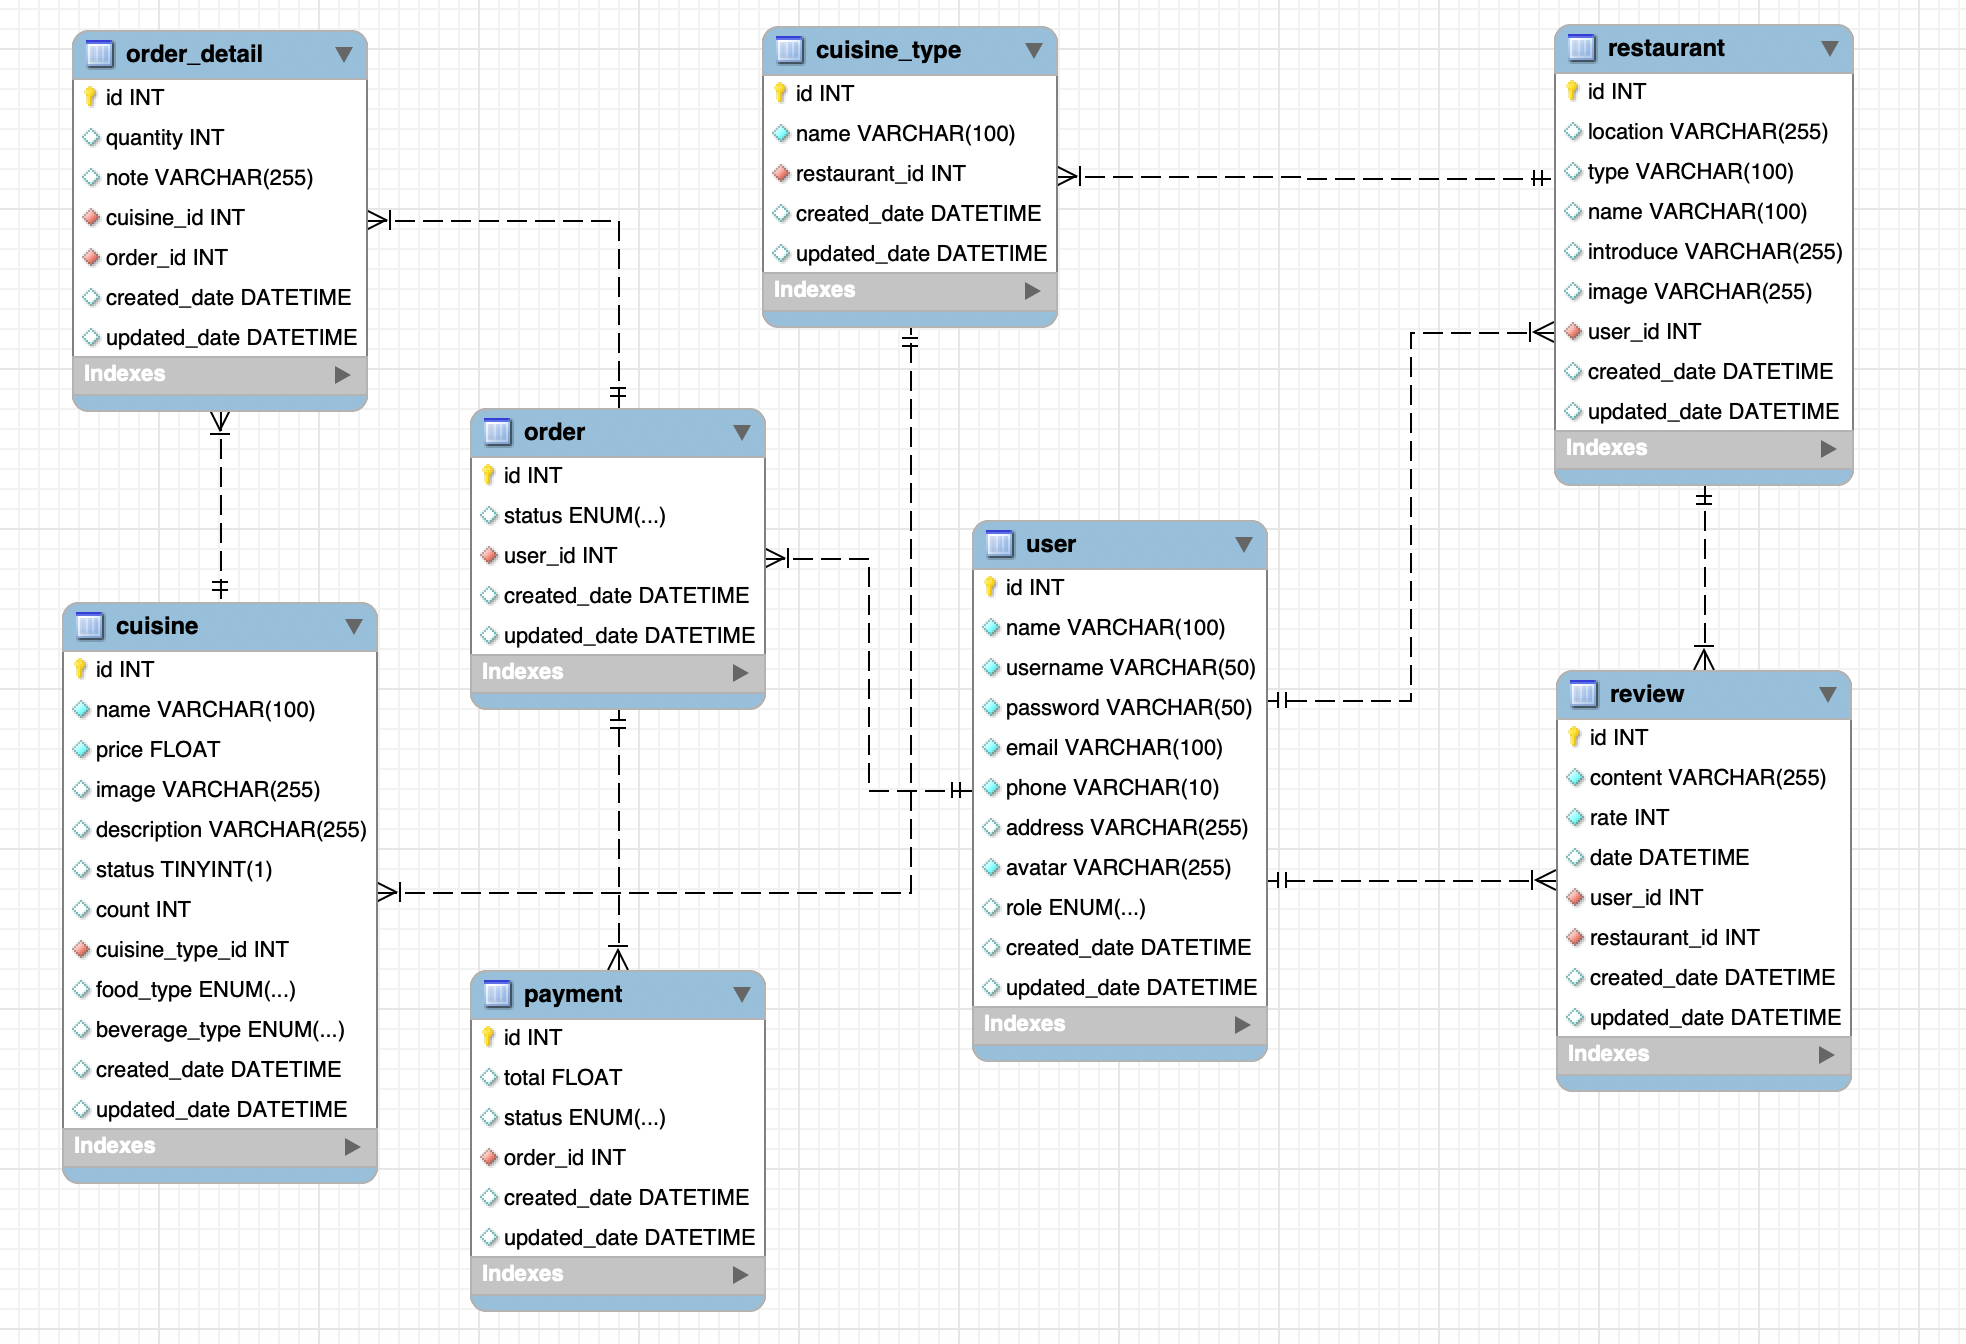 order_detail
id INT
quantity INT
note VARCHAR(255)
cuisine_id INT
order_id INT
created_date DATETIME
updated_date DATETIME
Indexes
cuisine_type
id INT
name VARCHAR(100)
restaurant_id INT
created_date DATETIME
updated_date DATETIME
Indexes
restaurant
id INT
location VARCHAR(255)
type VARCHAR(100)
name VARCHAR(100)
introduce VARCHAR(255)
image VARCHAR(255)
user_id INT
created_date DATETIME
updated_date DATETIME
Indexes
order
id INT
status ENUM(...)
user_id INT
created_date DATETIME
updated_date DATETIME
Indexes
user
id INT
name VARCHAR(100)
username VARCHAR(50)
password VARCHAR(50)
email VARCHAR(100)
phone VARCHAR(10)
address VARCHAR(255)
avatar VARCHAR(255)
role ENUM(...)
created_date DATETIME
updated_date DATETIME
Indexes
cuisine
id INT
name VARCHAR(100)
price FLOAT
image VARCHAR(255)
description VARCHAR(255)
status TINYINT(1)
count INT
cuisine_type_id INT
food_type ENUM(...)
beverage_type ENUM(...)
created_date DATETIME
updated_date DATETIME
Indexes
review
id INT
content VARCHAR(255)
rate INT
date DATETIME
user_id INT
restaurant_id INT
created_date DATETIME
updated_date DATETIME
Indexes
payment
id INT
total FLOAT
status ENUM(...)
order_id INT
created_date DATETIME
updated_date DATETIME
Indexes